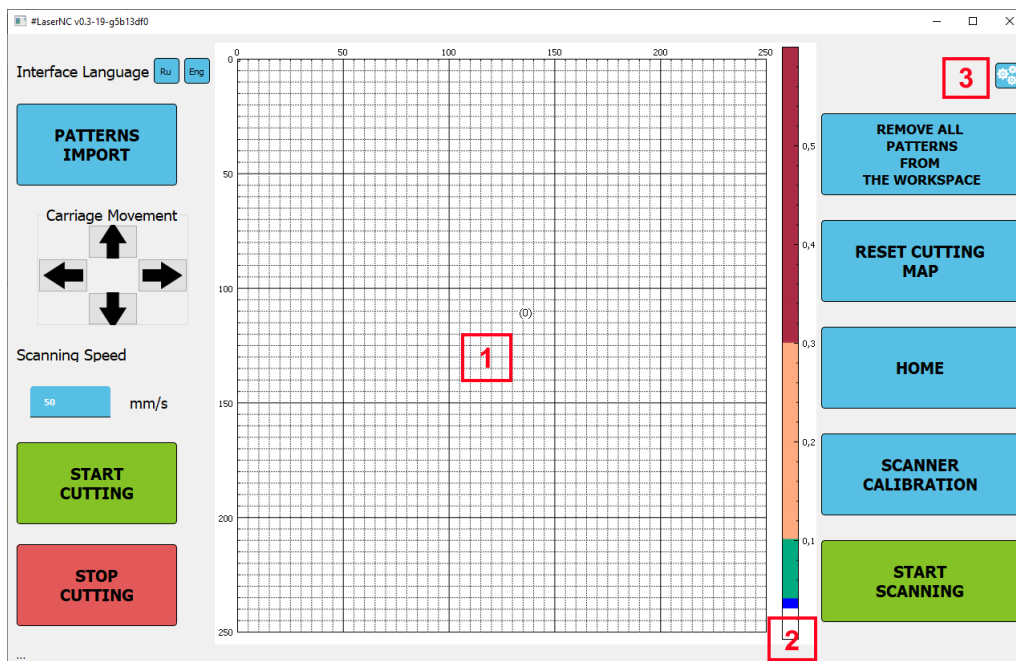 #LaserNC v0.3-19-g5b13df0
Interface Language
Ru
Eng
PATTERNS
IMPORT
Carriage Movement
Scanning Speed
50
mm/s
START
CUTTING
STOP
CUTTING
...
0
50
100
150
200
250
0
50
100
150
200
250
(0)
1
0,5
0,4
0,3
0,2
0,1
2
3
REMOVE ALL
PATTERNS
FROM
THE WORKSPACE
RESET CUTTING
MAP
HOME
SCANNER
CALIBRATION
START
SCANNING